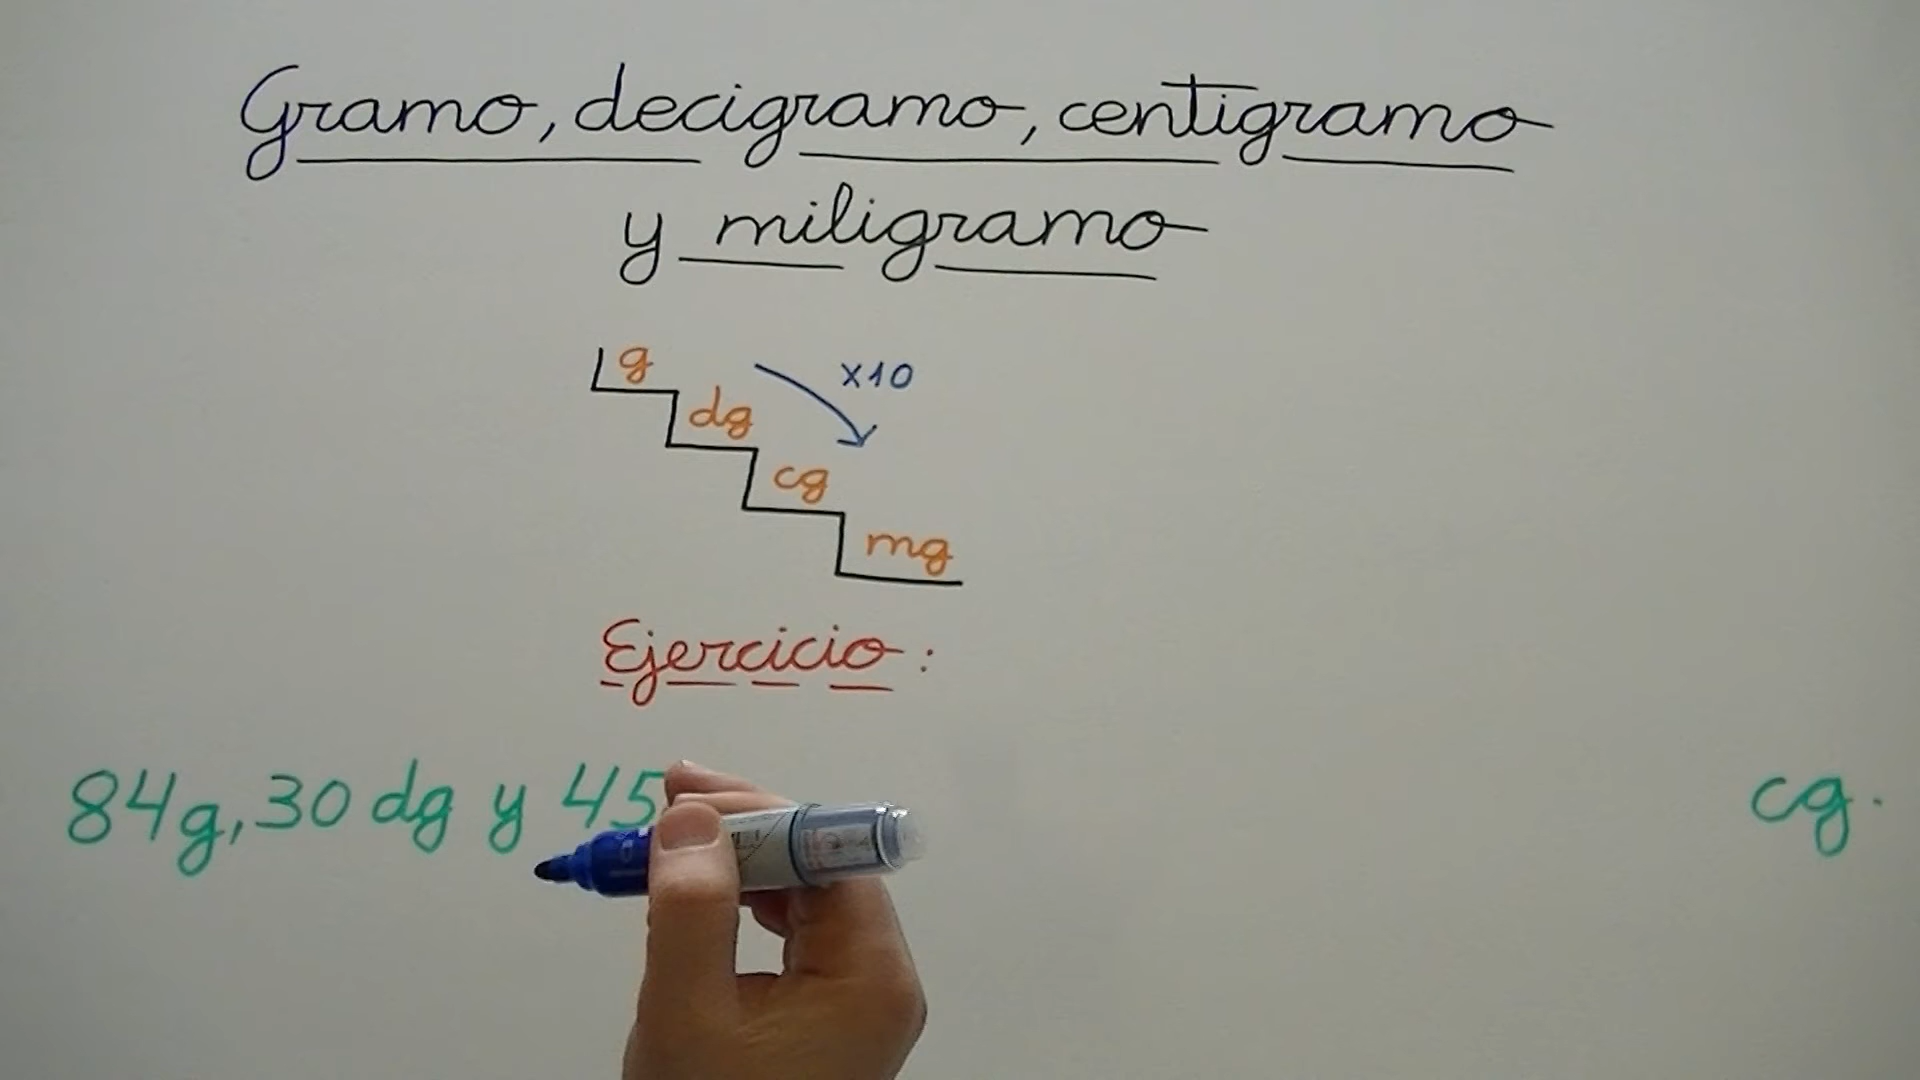 Gramo, decigramo, centigramo
y miligramo
g
x10
dg
cg
mg
Ejercicio:
84g, 30 dg y 45 cg.